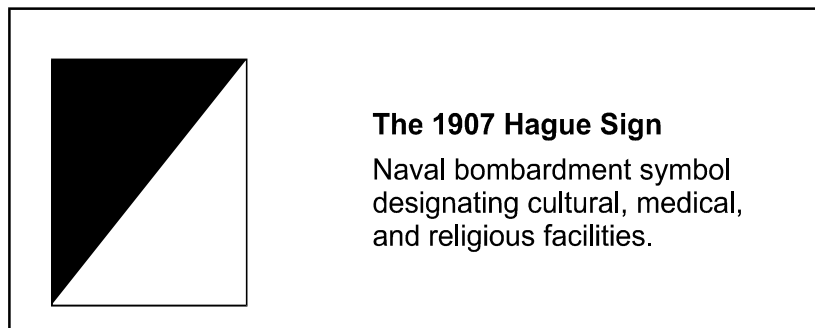 The 1907 Hague Sign
Naval bombardment symbol
designating cultural, medical,
and religious facilities.